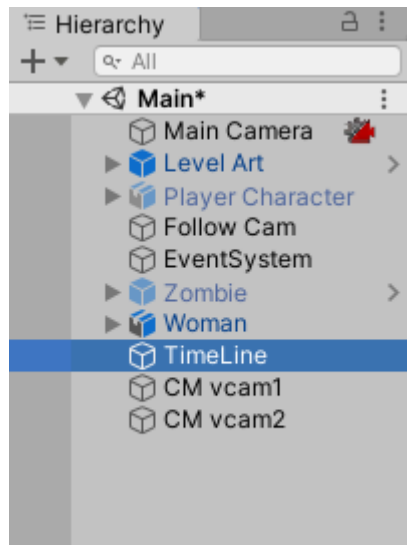 Hierarchy
All
Main*
Main Camera
Level Art
Player Character
Follow Cam
EventSystem
Zombie
Woman
TimeLine
CM vcam1
CM vcam2